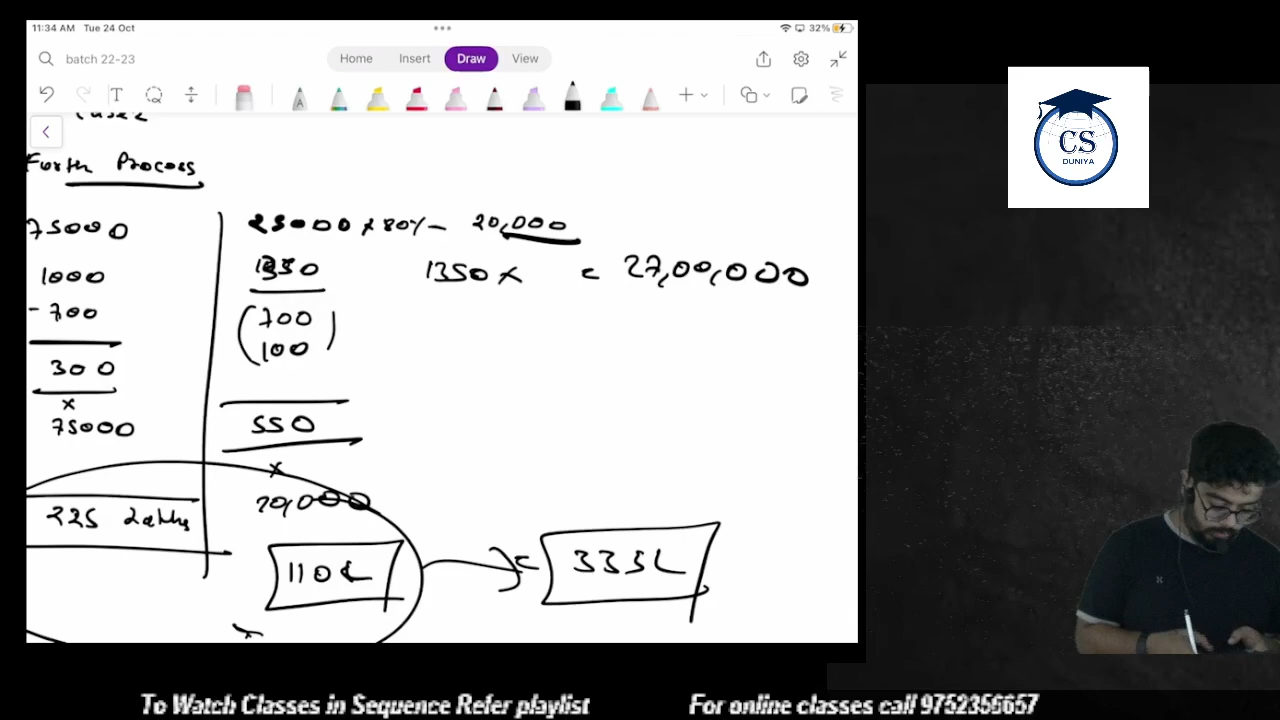 11:34 AM Tue 24 Oct
32%
batch 22-23
Home Insert Draw View
Furth Process
75000
1000
- 700
300
x
75000
225 Lakhs
25000 x 80% - 20,000
1350
(700
100)
550
x
20,000
110L
1350 x = 27,00,000
335L
CS
DUNIYA
To Watch Classes in Sequence Refer playlist
For online classes call 9752356657